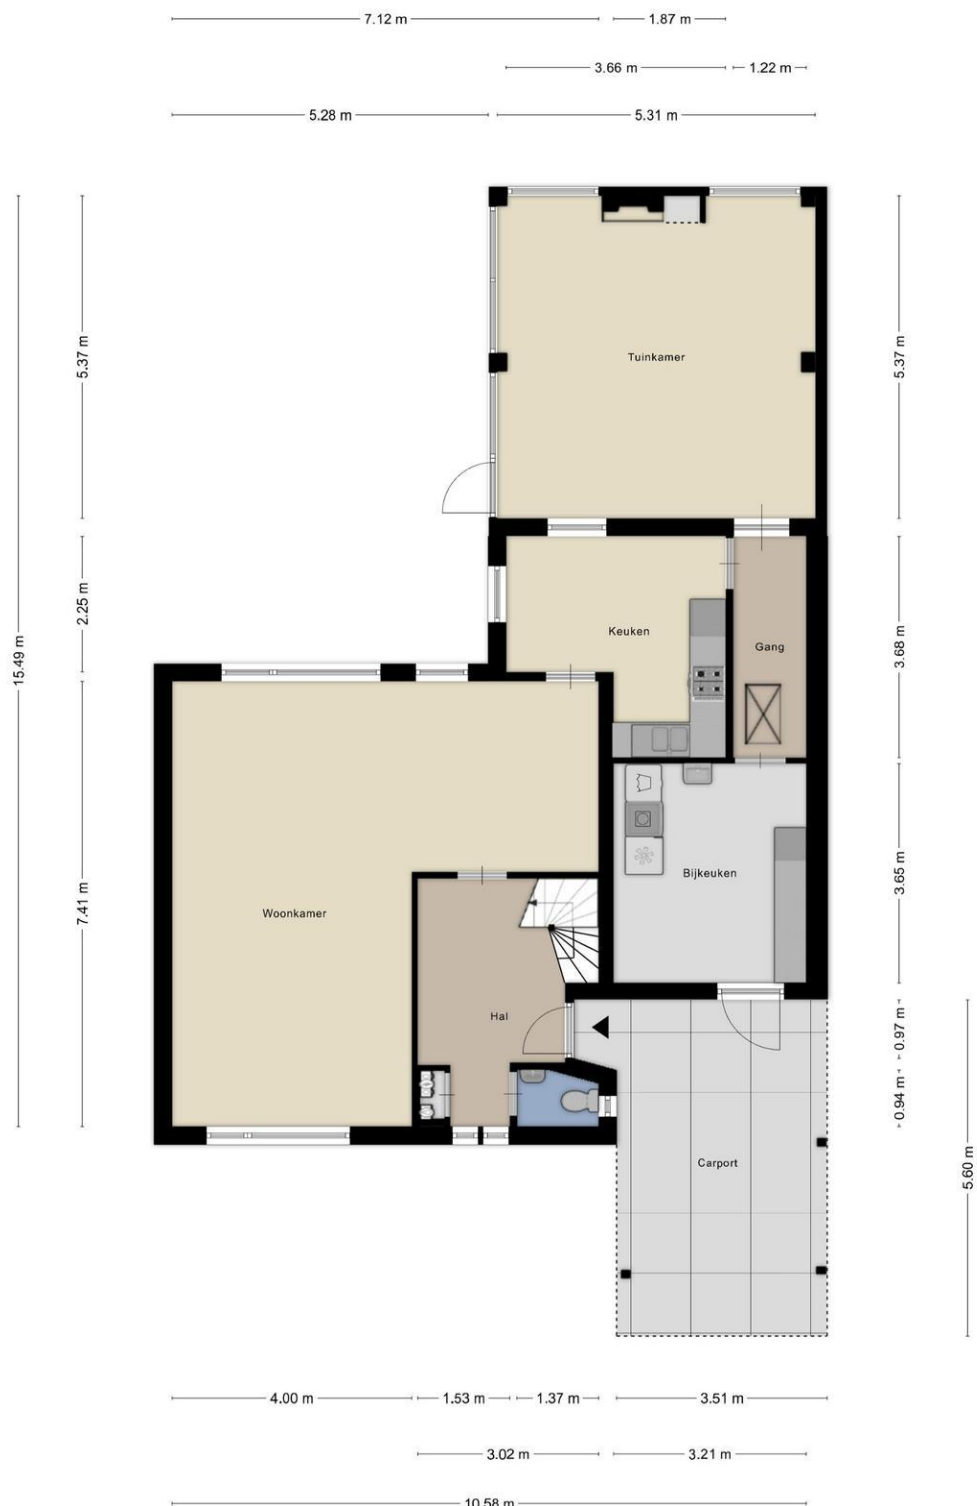 7.12 m
1.87 m
3.66 m
1.22 m
5.28 m
5.31 m
15.49 m
5.37 m
5.37 m
Tuinkamer
2.25 m
3.68 m
Keuken
Gang
7.41 m
3.65 m
Bijkeuken
Woonkamer
Hal
0.97 m
0.94 m
Carport
5.60 m
4.00 m
1.53 m
1.37 m
3.51 m
3.02 m
3.21 m
10.58 m